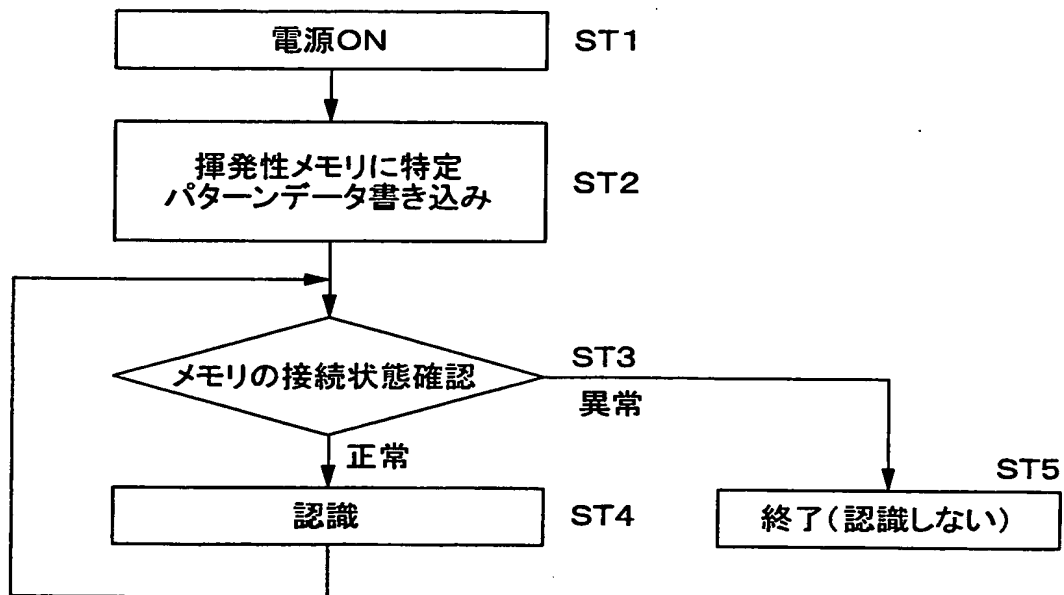 電源ON
ST1
揮発性メモリに特定
パターンデータ書き込み
ST2
メモリの接続状態確認
ST3
異常
正常
認識
ST4
ST5
終了(認識しない)